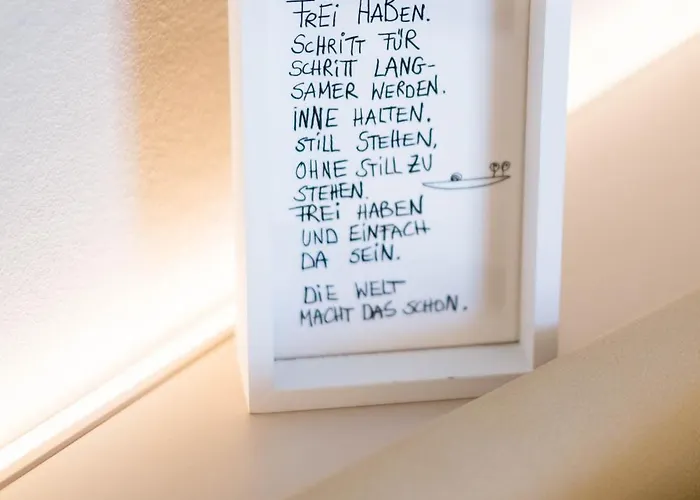 FREI HABEN.
SCHRITT FÜR
SCHRITT LANG-
SAMER WERDEN.
INNE HALTEN.
STILL STEHEN,
OHNE STILL ZU
STEHEN.
FREI HABEN
UND EINFACH
DA SEIN.
DIE WELT
MACHT DAS SCHON.